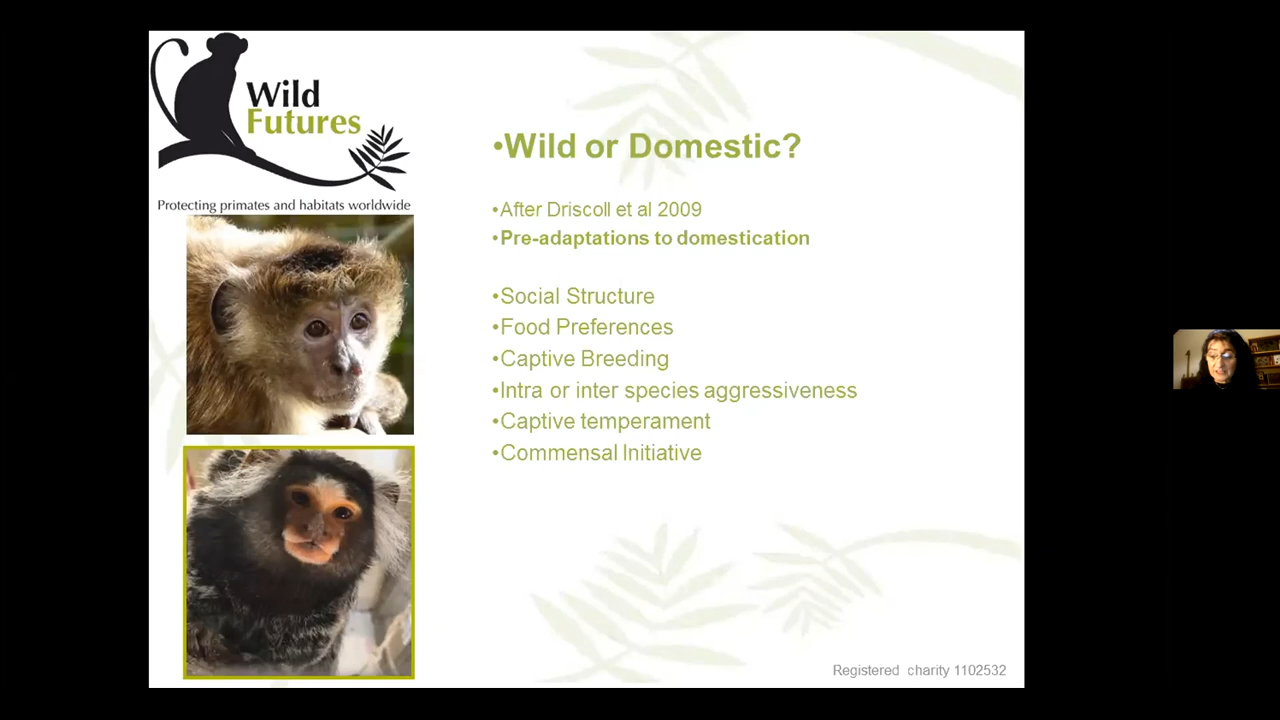 Wild
Futures
Protecting primates and habitats worldwide
•Wild or Domestic?
•After Driscoll et al 2009
•Pre-adaptations to domestication
•Social Structure
•Food Preferences
•Captive Breeding
•Intra or inter species aggressiveness
•Captive temperament
•Commensal Initiative
Registered charity 1102532